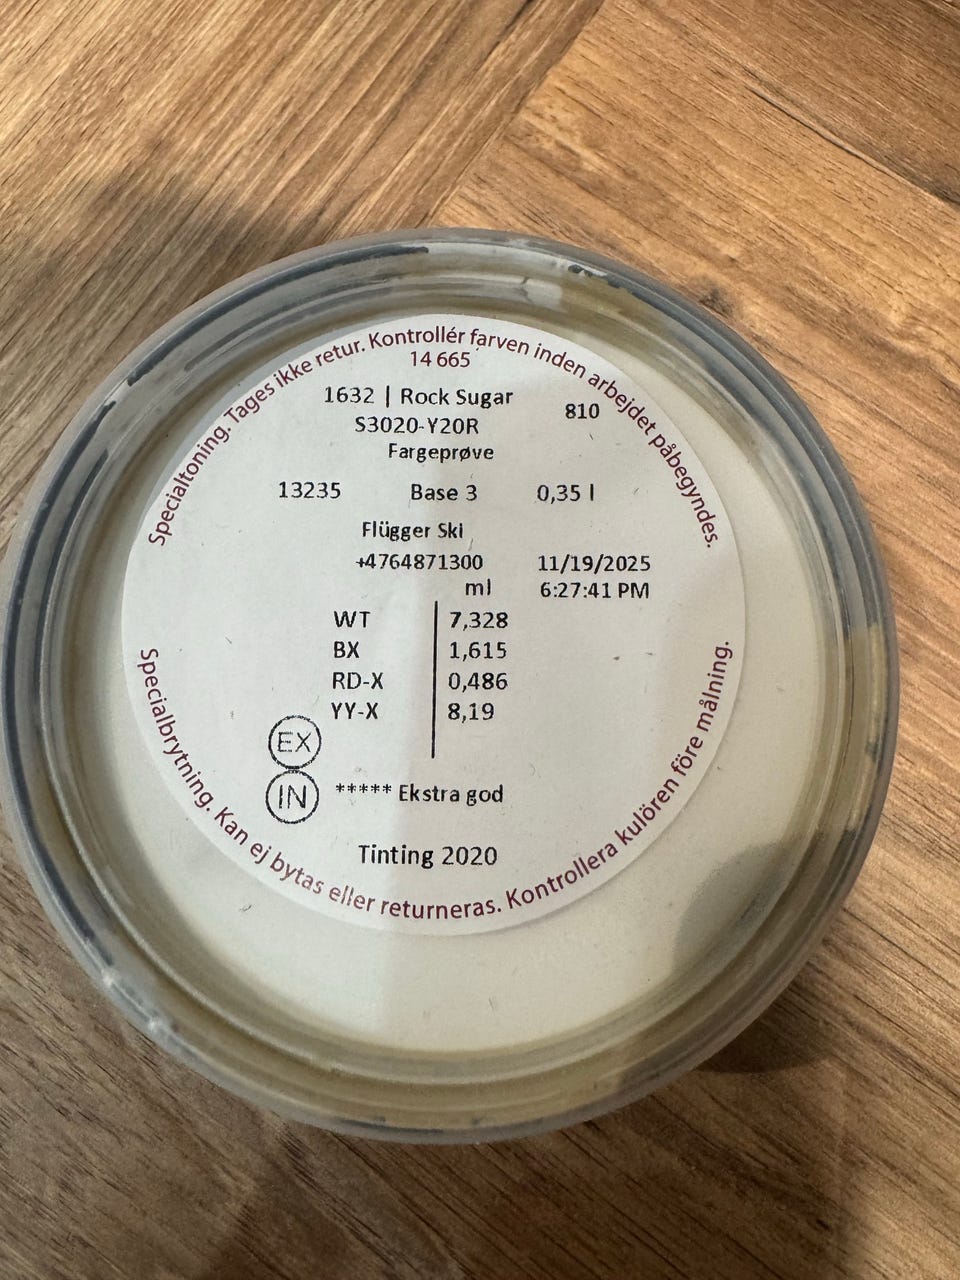 Specialtoning. Tages ikke retur. Kontrollér farven inden arbejdet påbegyndes.
14 665
1632 | Rock Sugar
810
S3020-Y20R
Fargeprøve
13235 Base 3 0,35 l
Flügger Ski
+4764871300 11/19/2025
ml 6:27:41 PM
WT 7,328
BX 1,615
RD-X 0,486
YY-X 8,19
EX
IN ***** Ekstra god
Tinting 2020
Specialbrytning. Kan ej bytas eller returneras. Kontrollera kulören före målning.